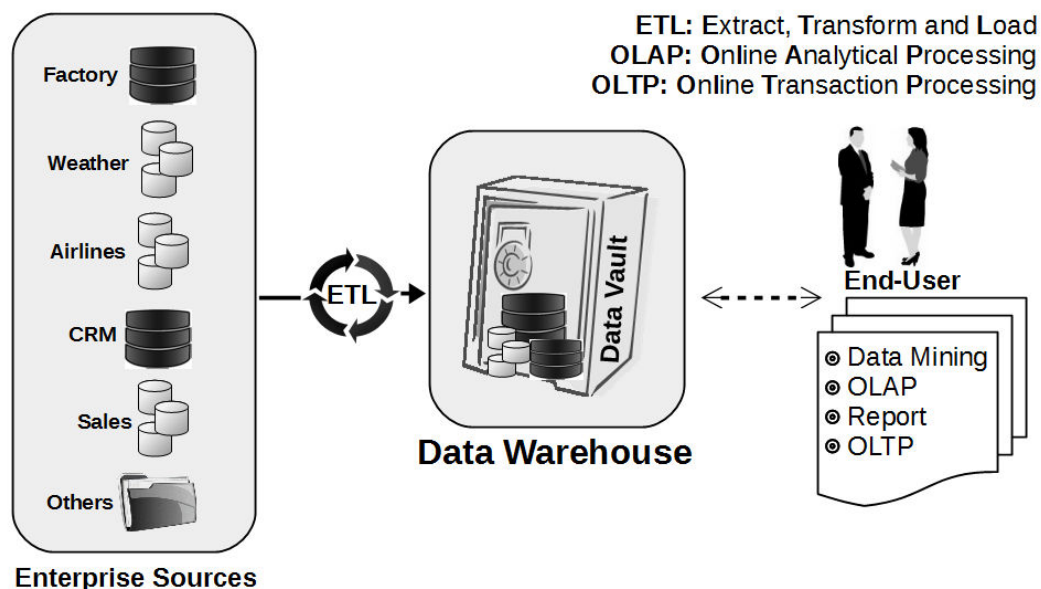 ETL: Extract, Transform and Load
OLAP: Online Analytical Processing
OLTP: Online Transaction Processing
Factory
Weather
Airlines
CRM
Sales
Others
Enterprise Sources
ETL
Data Vault
Data Warehouse
End-User
Data Mining
OLAP
Report
OLTP